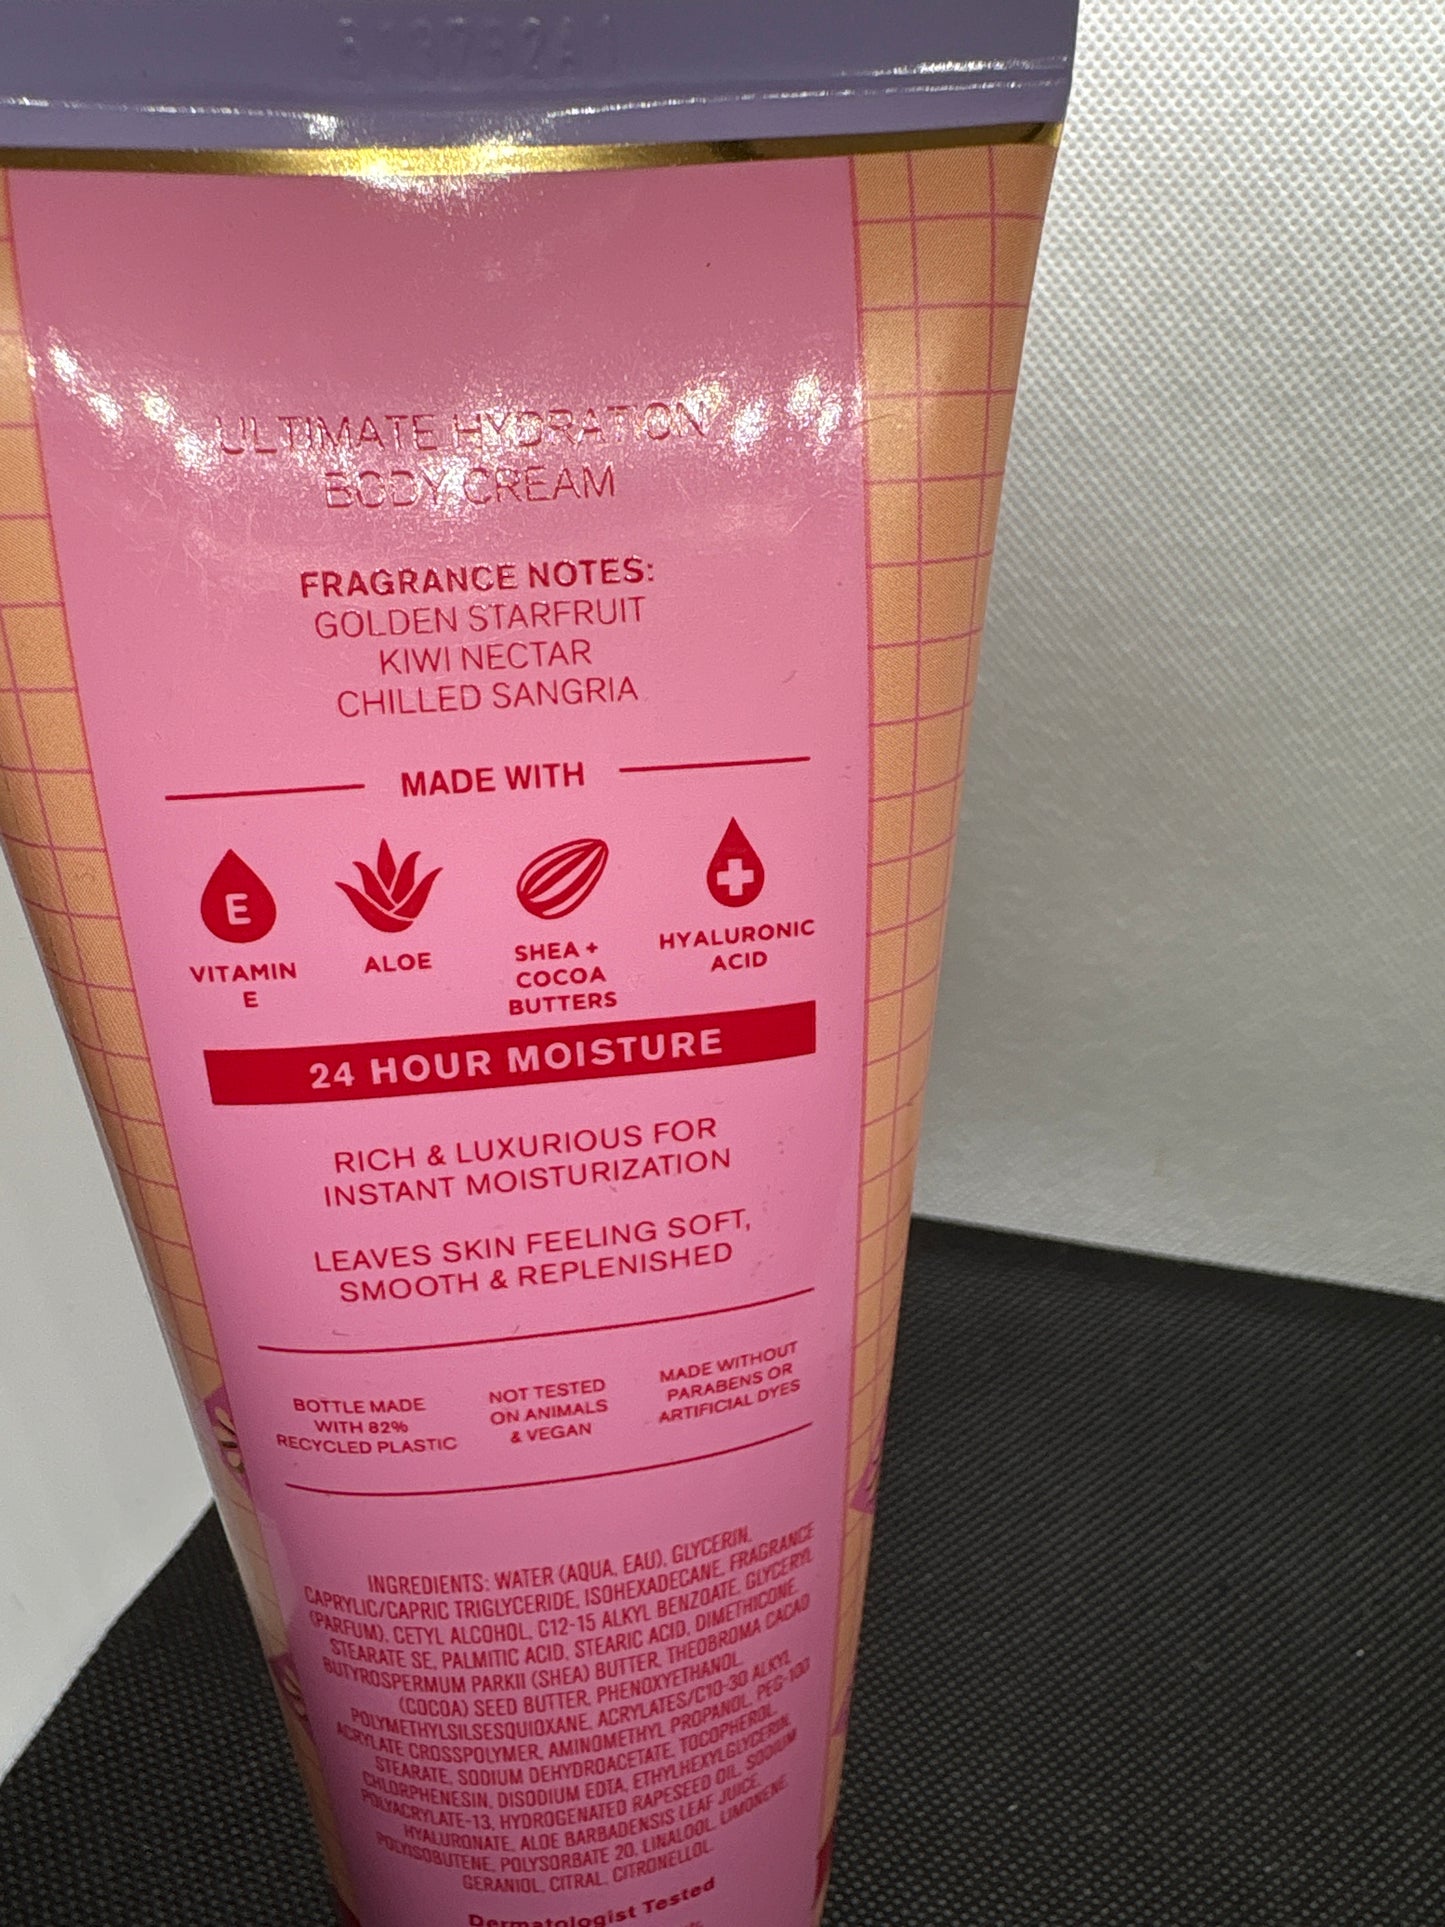 ULTIMATE HYDRATION
BODY CREAM
FRAGRANCE NOTES:
GOLDEN STARFRUIT
KIWI NECTAR
CHILLED SANGRIA
MADE WITH
E
VITAMIN
E
ALOE
SHEA +
COCOA
BUTTERS
HYALURONIC
ACID
24 HOUR MOISTURE
RICH & LUXURIOUS FOR
INSTANT MOISTURIZATION
LEAVES SKIN FEELING SOFT,
SMOOTH & REPLENISHED
BOTTLE MADE
WITH 82%
RECYCLED PLASTIC
NOT TESTED
ON ANIMALS
& VEGAN
MADE WITHOUT
PARABENS OR
ARTIFICIAL DYES
INGREDIENTS: WATER (AQUA, EAU), GLYCERIN,
CAPRYLIC/CAPRIC TRIGLYCERIDE, ISOHEXADECANE, FRAGRANCE
(PARFUM), CETYL ALCOHOL, C12-15 ALKYL BENZOATE, GLYCERYL
STEARATE SE, PALMITIC ACID, STEARIC ACID, DIMETHICONE,
BUTYROSPERMUM PARKII (SHEA) BUTTER, THEOBROMA CACAO
(COCOA) SEED BUTTER, PHENOXYETHANOL,
POLYMETHYLSILSESQUIOXANE, ACRYLATES/C10-30 ALKYL
ACRYLATE CROSSPOLYMER, AMINOMETHYL PROPANOL, PEG-100
STEARATE, SODIUM DEHYDROACETATE, TOCOPHEROL,
CHLORPHENESIN, DISODIUM EDTA, ETHYLHEXYLGLYCERIN,
POLYACRYLATE-13, HYDROGENATED RAPESEED OIL, SODIUM
HYALURONATE, ALOE BARBADENSIS LEAF JUICE,
POLYISOBUTENE, POLYSORBATE 20, LINALOOL, LIMONENE,
GERANIOL, CITRAL, CITRONELLOL.
Dermatologist Tested